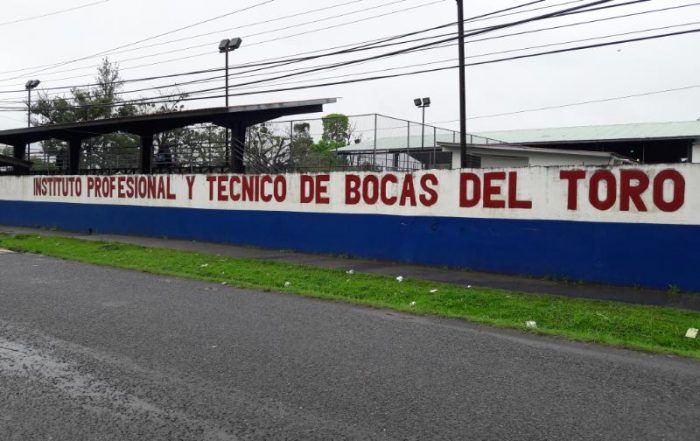 INSTITUTO PROFESIONAL Y TECNICO DE BOCAS DEL TORO